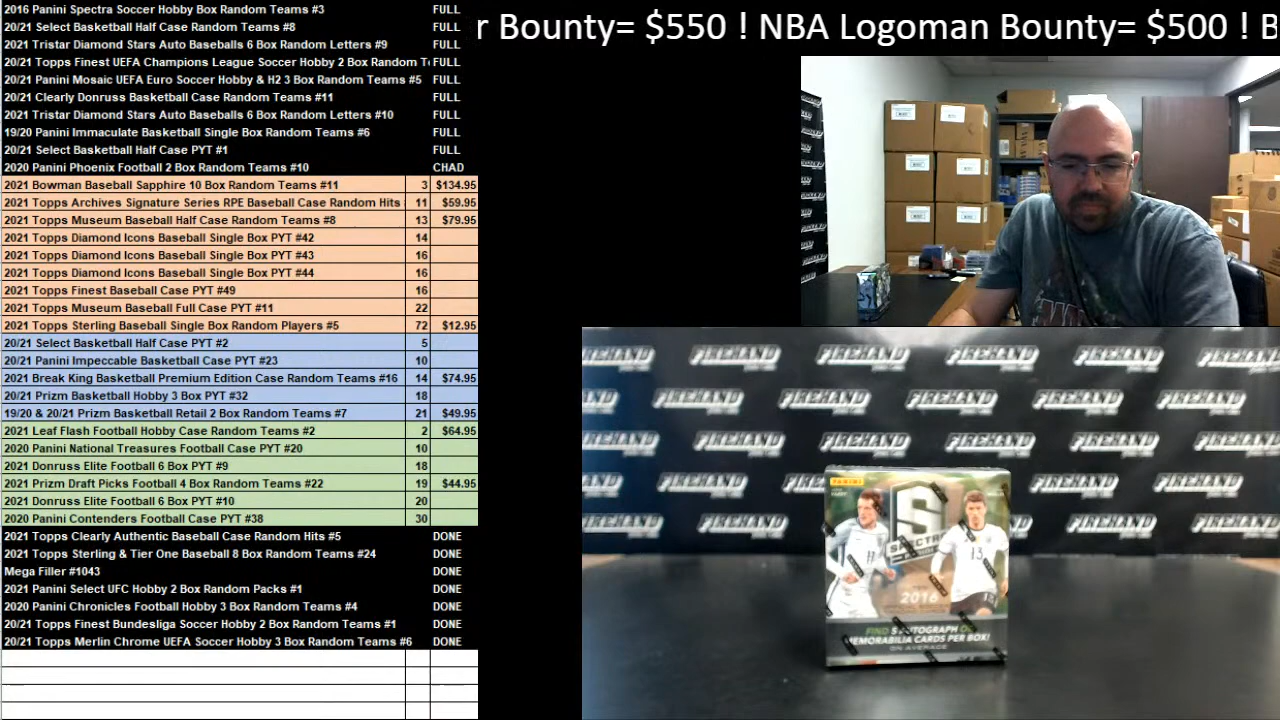 r Bounty= $550 ! NBA Logoman Bounty= $500 ! B
2016 Panini Spectra Soccer Hobby Box Random Teams #3 FULL
20/21 Select Basketball Half Case Random Teams #8 FULL
2021 Tristar Diamond Stars Auto Baseballs 6 Box Random Letters #9 FULL
20/21 Topps Finest UEFA Champions League Soccer Hobby 2 Box Random T FULL
20/21 Panini Mosaic UEFA Euro Soccer Hobby & H2 3 Box Random Teams #5 FULL
20/21 Clearly Donruss Basketball Case Random Teams #11 FULL
2021 Tristar Diamond Stars Auto Baseballs 6 Box Random Letters #10 FULL
19/20 Panini Immaculate Basketball Single Box Random Teams #6 FULL
20/21 Select Basketball Half Case PYT #1 FULL
2020 Panini Phoenix Football 2 Box Random Teams #10 CHAD
2021 Bowman Baseball Sapphire 10 Box Random Teams #11 3 $134.95
2021 Topps Archives Signature Series RPE Baseball Case Random Hits 11 $59.95
2021 Topps Museum Baseball Half Case Random Teams #8 13 $79.95
2021 Topps Diamond Icons Baseball Single Box PYT #42 14
2021 Topps Diamond Icons Baseball Single Box PYT #43 16
2021 Topps Diamond Icons Baseball Single Box PYT #44 16
2021 Topps Finest Baseball Case PYT #49 16
2021 Topps Museum Baseball Full Case PYT #11 22
2021 Topps Sterling Baseball Single Box Random Players #5 72 $12.95
20/21 Select Basketball Half Case PYT #2 5
20/21 Panini Impeccable Basketball Case PYT #23 10
2021 Break King Basketball Premium Edition Case Random Teams #16 14 $74.95
20/21 Prizm Basketball Hobby 3 Box PYT #32 18
19/20 & 20/21 Prizm Basketball Retail 2 Box Random Teams #7 21 $49.95
2021 Leaf Flash Football Hobby Case Random Teams #2 2 $64.95
2020 Panini National Treasures Football Case PYT #20 10
2021 Donruss Elite Football 6 Box PYT #9 18
2021 Prizm Draft Picks Football 4 Box Random Teams #22 19 $44.95
2021 Donruss Elite Football 6 Box PYT #10 20
2020 Panini Contenders Football Case PYT #38 30
2021 Topps Clearly Authentic Baseball Case Random Hits #5 DONE
2021 Topps Sterling & Tier One Baseball 8 Box Random Teams #24 DONE
Mega Filler #1043 DONE
2021 Panini Select UFC Hobby 2 Box Random Packs #1 DONE
2020 Panini Chronicles Football Hobby 3 Box Random Teams #4 DONE
20/21 Topps Finest Bundesliga Soccer Hobby 2 Box Random Teams #1 DONE
20/21 Topps Merlin Chrome UEFA Soccer Hobby 3 Box Random Teams #6 DONE
FIREHAND FIREHAND FIREHAND FIREHAND FIREHAND FIREHAND
PANINI
S
SPECTRA
2016
FIND 5 AUTOGRAPH OR
MEMORABILIA CARDS PER BOX!
ON AVERAGE